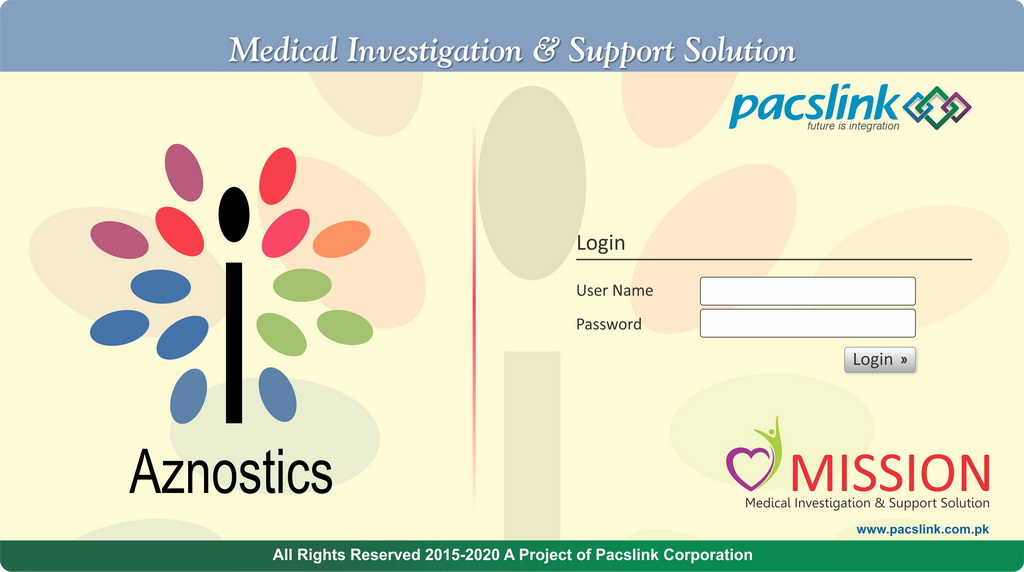 Medical Investigation & Support Solution
pacslink
future is integration
Aznostics
Login
User Name
Password
Login »
MISSION
Medical Investigation & Support Solution
www.pacslink.com.pk
All Rights Reserved 2015-2020 A Project of Pacslink Corporation